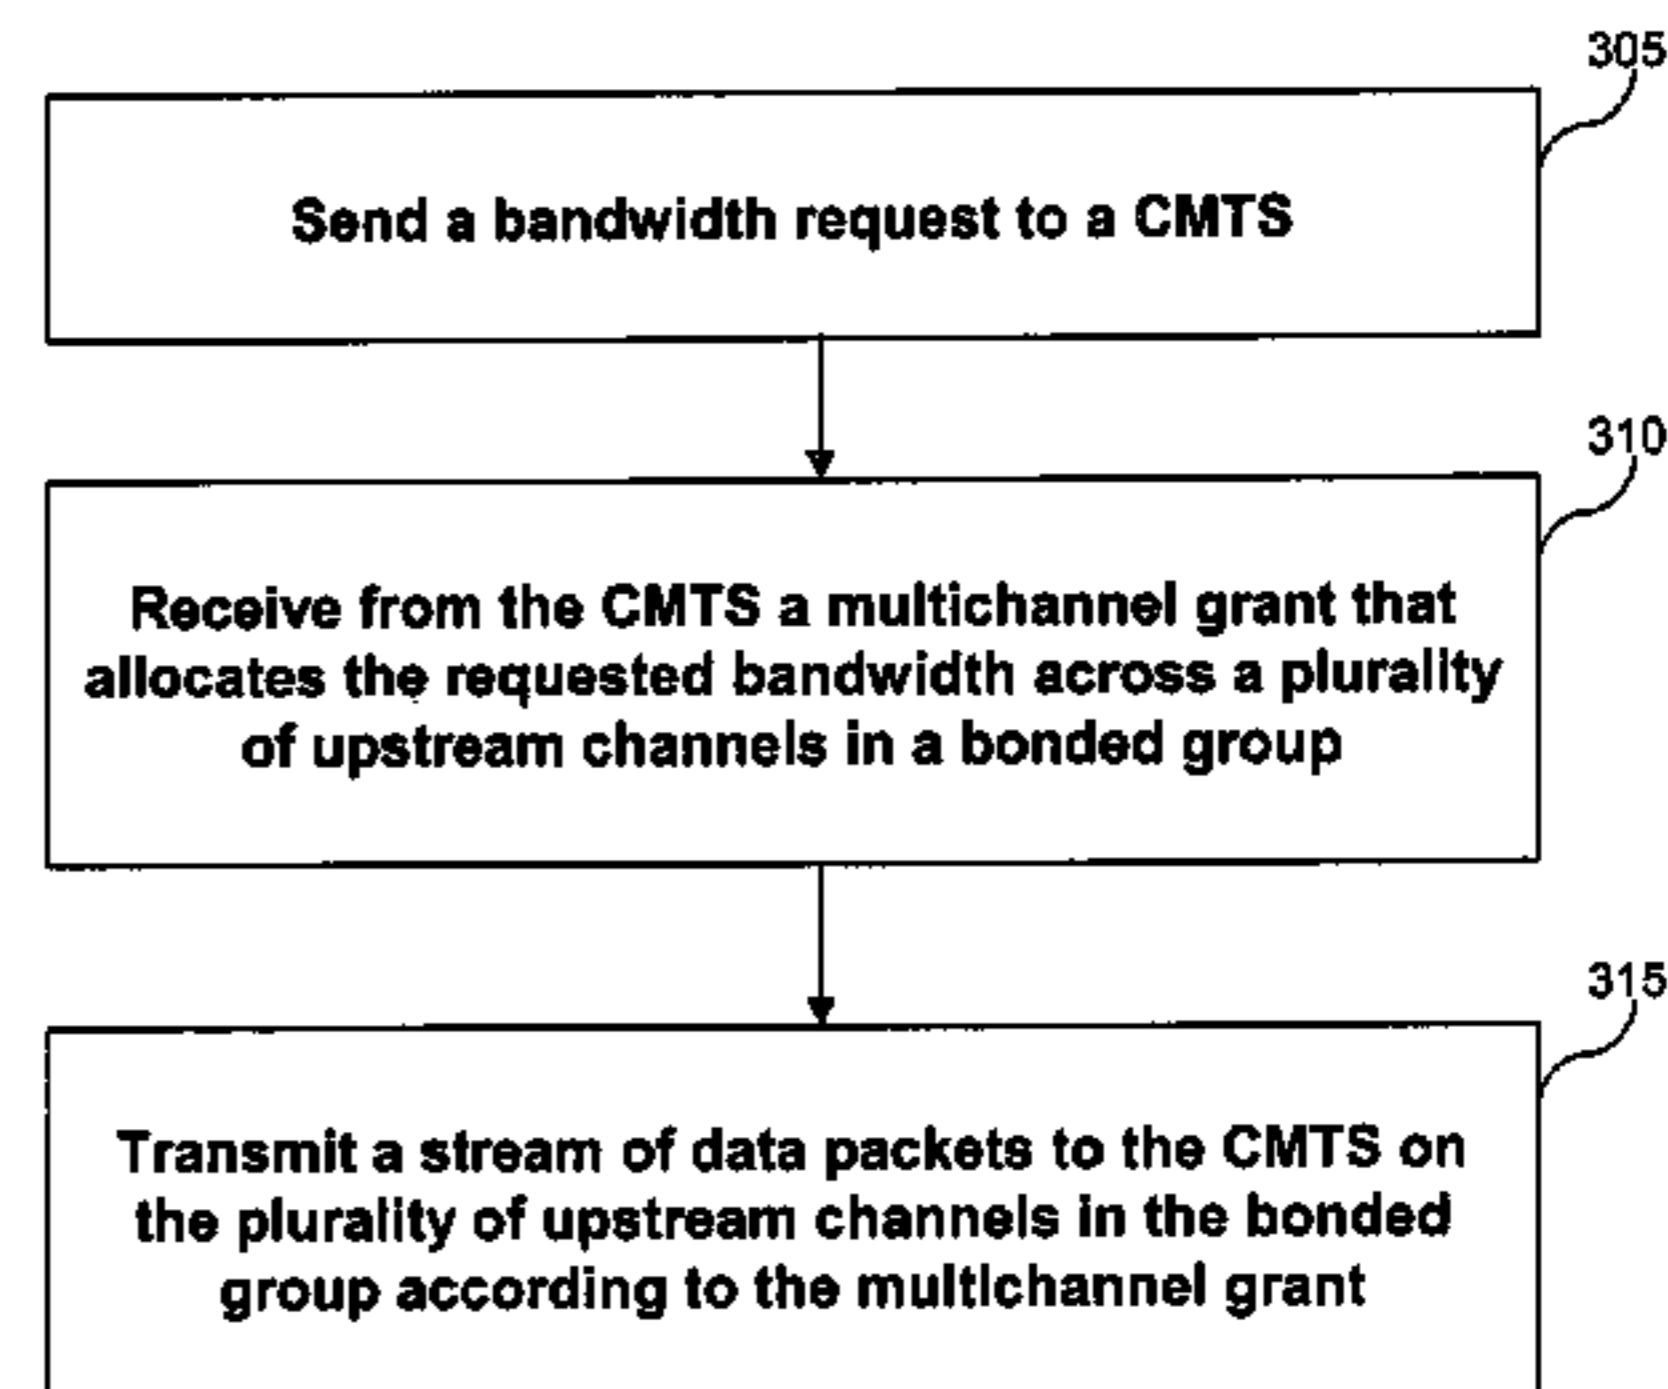 305
Send a bandwidth request to a CMTS
310
Receive from the CMTS a multichannel grant that
allocates the requested bandwidth across a plurality
of upstream channels in a bonded group
315
Transmit a stream of data packets to the CMTS on
the plurality of upstream channels in the bonded
group according to the multichannel grant